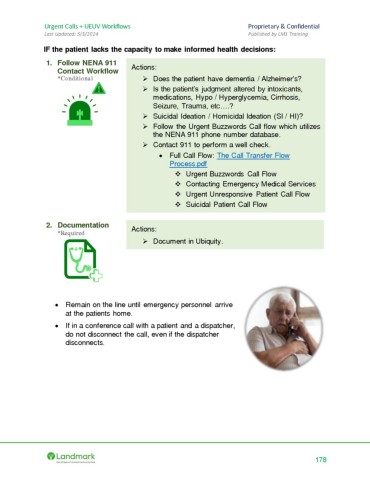 Urgent Calls + UEUV Workflows
Proprietary & Confidential
Last Updated: 5/3/2024
Published by LM1 Training
IF the patient lacks the capacity to make informed health decisions:
1. Follow NENA 911
Contact Workflow
*Conditional
Actions:
➢ Does the patient have dementia / Alzheimer's?
➢ Is the patient's judgment altered by intoxicants,
medications, Hypo / Hyperglycemia, Cirrhosis,
Seizure, Trauma, etc.…?
➢ Suicidal Ideation / Homicidal Ideation (SI / HI)?
➢ Follow the Urgent Buzzwords Call flow which utilizes
the NENA 911 phone number database.
➢ Contact 911 to perform a well check.
• Full Call Flow: The Call Transfer Flow
Process.pdf
❖ Urgent Buzzwords Call Flow
❖ Contacting Emergency Medical Services
❖ Urgent Unresponsive Patient Call Flow
❖ Suicidal Patient Call Flow
2. Documentation
*Required
Actions:
➢ Document in Ubiquity.
• Remain on the line until emergency personnel arrive
at the patients home.
• If in a conference call with a patient and a dispatcher,
do not disconnect the call, even if the dispatcher
disconnects.
Landmark
178